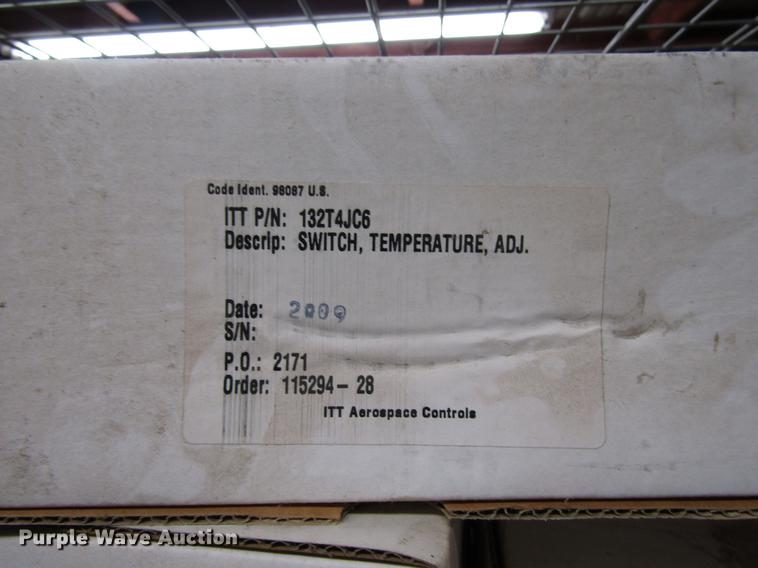 Code Ident. 98087 U.S.
ITT P/N: 132T4JC6
Descrip: SWITCH, TEMPERATURE, ADJ.
Date: 2009
S/N:
P.O.: 2171
Order: 115294- 28
ITT Aerospace Controls
Purple Wave Auction